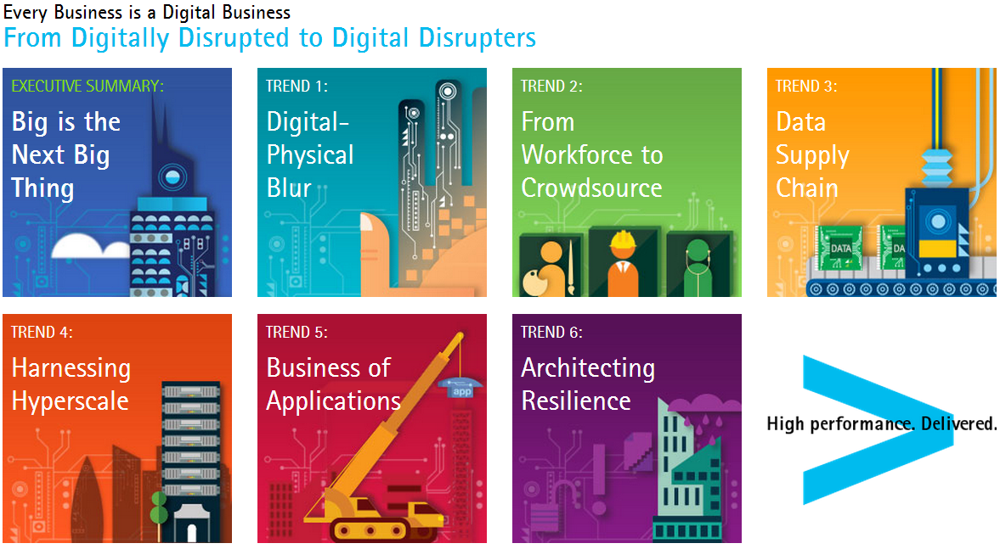 Every Business is a Digital Business
From Digitally Disrupted to Digital Disrupters
EXECUTIVE SUMMARY:
Big is the
Next Big
Thing
TREND 1:
Digital-
Physical
Blur
TREND 2:
From
Workforce to
Crowdsource
TREND 3:
Data
Supply
Chain
DATA
DA
TREND 4:
Harnessing
Hyperscale
TREND 5:
Business of
Applications
app
TREND 6:
Architecting
Resilience
High performance. Delivered.